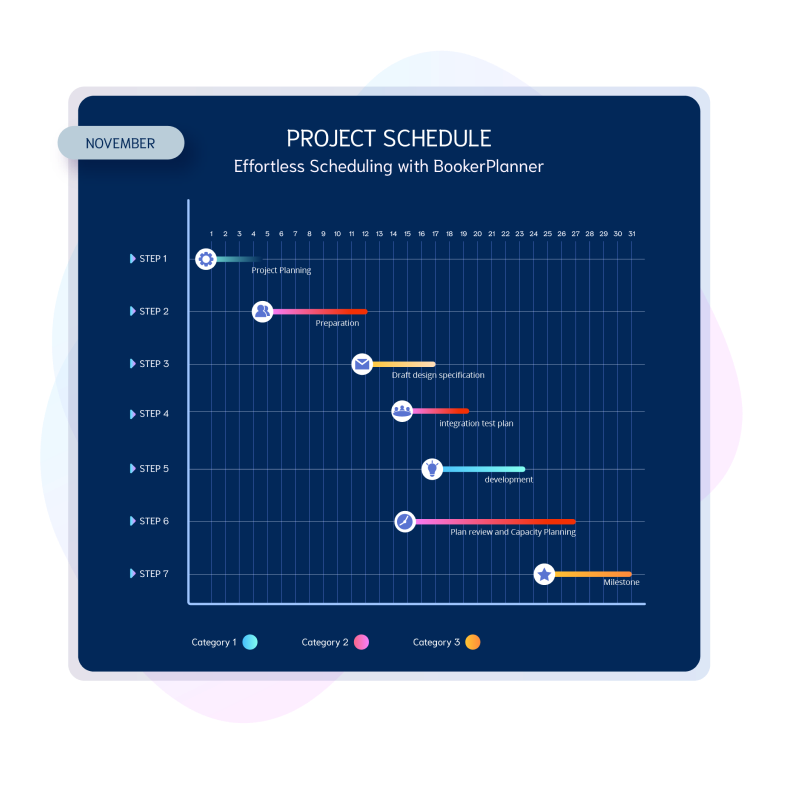 NOVEMBER
PROJECT SCHEDULE
Effortless Scheduling with BookerPlanner
1 2 3 4 5 6 7 8 9 10 11 12 13 14 15 16 17 18 19 20 21 22 23 24 25 26 27 28 29 30 31
STEP 1
Project Planning
STEP 2
Preparation
STEP 3
Draft design specification
STEP 4
integration test plan
STEP 5
development
STEP 6
Plan review and Capacity Planning
STEP 7
Milestone
Category 1
Category 2
Category 3